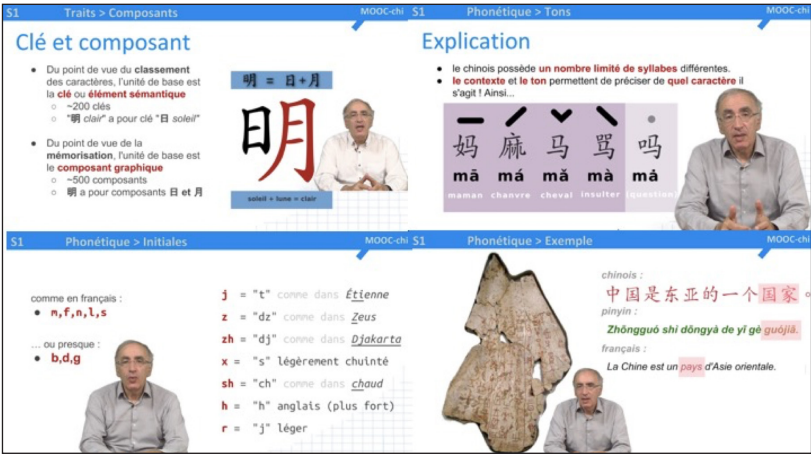 S1 Traits > Composants MOOC-chi
Clé et composant
● Du point de vue du classement
des caractères, l'unité de base est
la clé ou élément sémantique
○ ~200 clés
○ "明 clair" a pour clé "日 soleil"
● Du point de vue de la
mémorisation, l'unité de base est
le composant graphique
○ ~500 composants
○ 明 a pour composants 日 et 月
明 = 日+月
明
soleil + lune = clair
S1 Phonétique > Tons MOOC-chi
Explication
● le chinois possède un nombre limité de syllabes différentes.
● le contexte et le ton permettent de préciser de quel caractère il
s'agit ! Ainsi...
妈 麻 马 骂 吗
mā má mǎ mà mȧ
maman chanvre cheval insulter (question)
S1 Phonétique > Initiales MOOC-chi
comme en français :
● m,f,n,l,s
... ou presque :
● b,d,g
j = "t" comme dans Étienne
z = "dz" comme dans Zeus
zh = "dj" comme dans Djakarta
x = "s" légèrement chuinté
sh = "ch" comme dans chaud
h = "h" anglais (plus fort)
r = "j" léger
S1 Phonétique > Exemple MOOC-chi
chinois :
中国是东亚的一个国家。
pinyin :
Zhōngguó shì dōngyà de yī gè guójiā.
français :
La Chine est un pays d'Asie orientale.